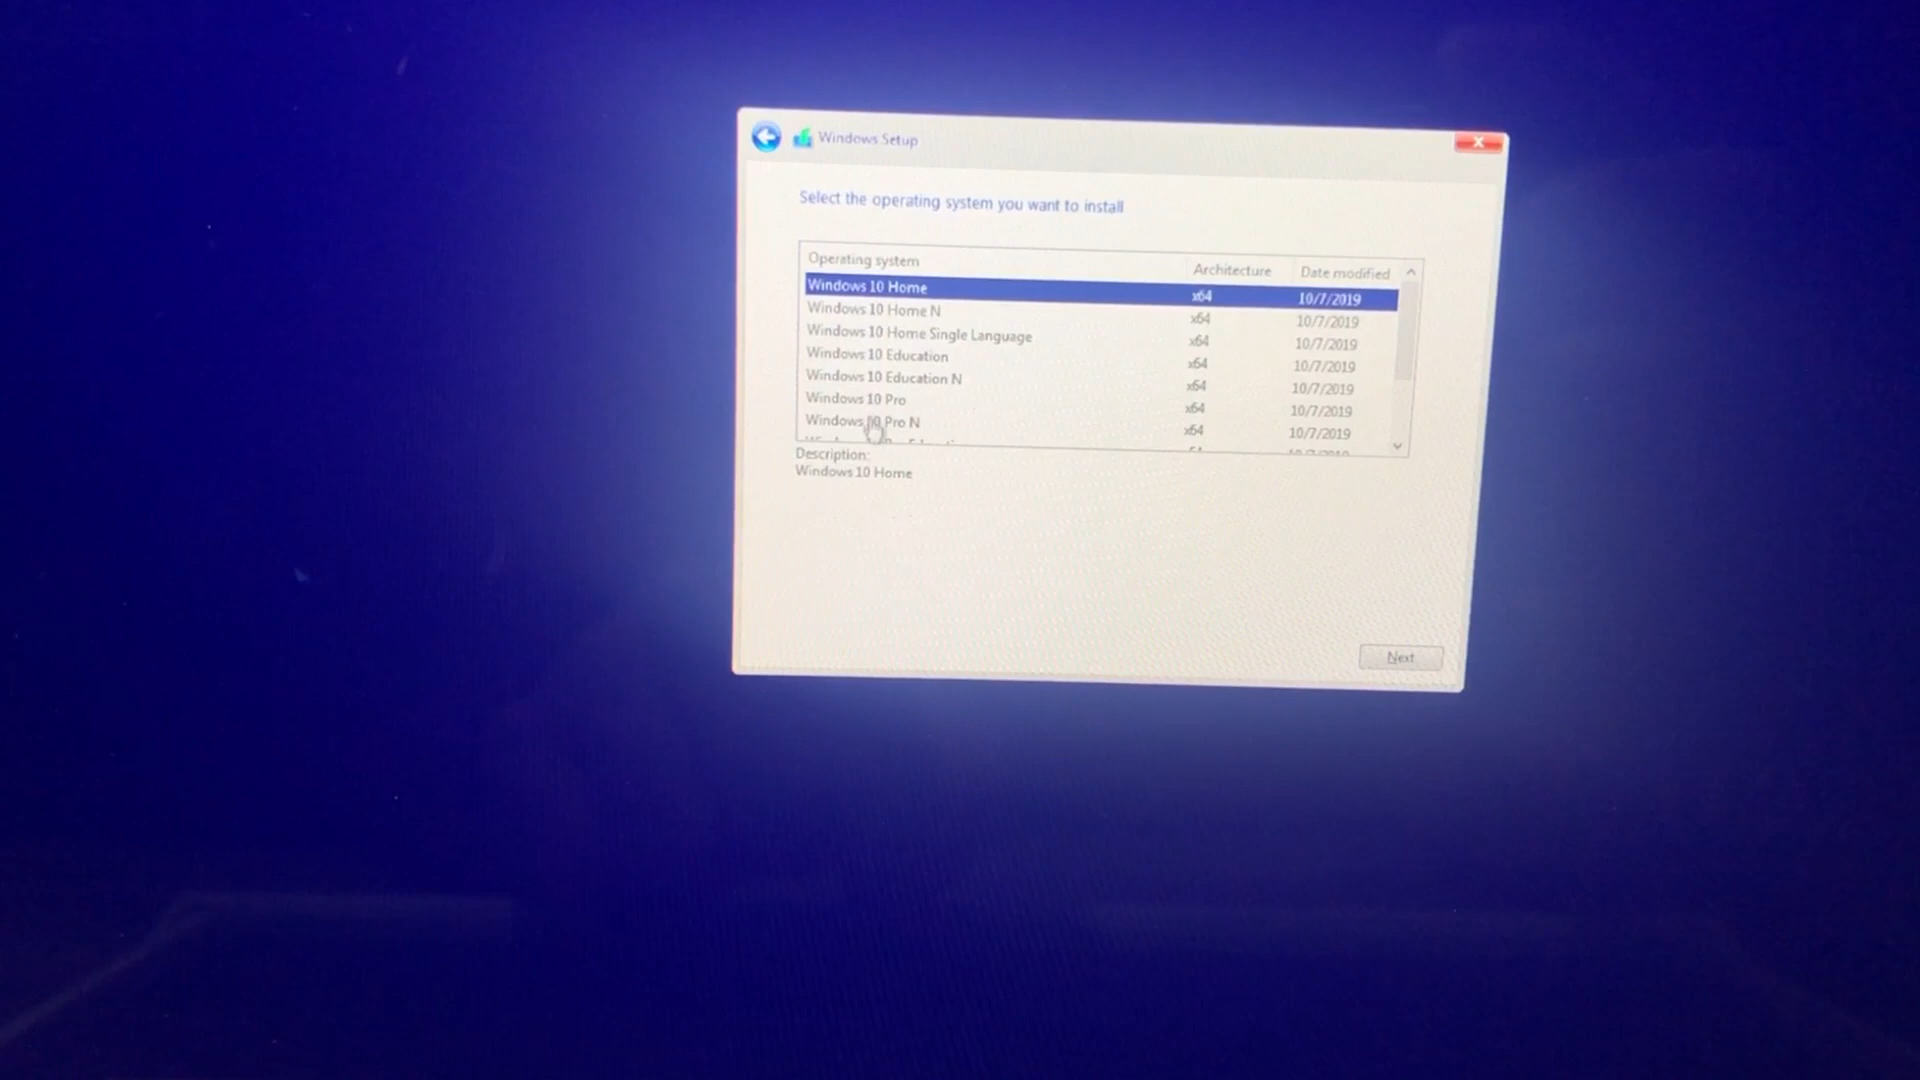 Windows Setup
Select the operating system you want to install
Operating system Architecture Date modified
Windows 10 Home x64 10/7/2019
Windows 10 Home N x64 10/7/2019
Windows 10 Home Single Language x64 10/7/2019
Windows 10 Education x64 10/7/2019
Windows 10 Education N x64 10/7/2019
Windows 10 Pro x64 10/7/2019
Windows 10 Pro N x64 10/7/2019
Description:
Windows 10 Home
Next